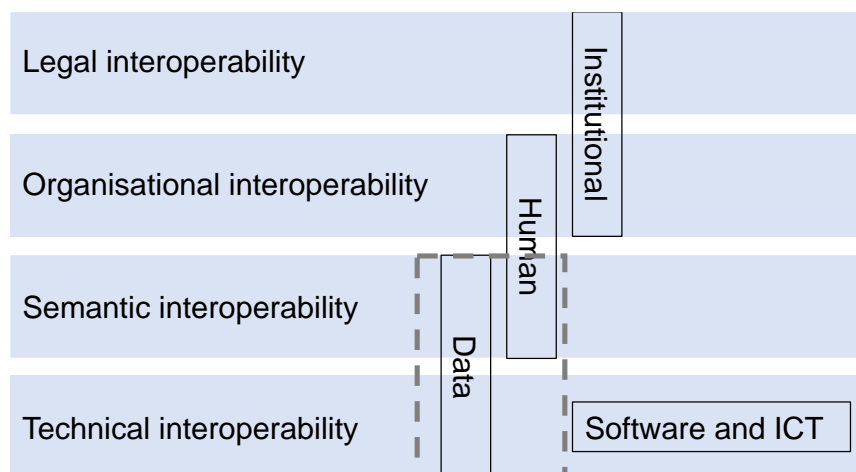 Legal interoperability
Institutional
Organisational interoperability
Human
Semantic interoperability
Data
Technical interoperability
Software and ICT